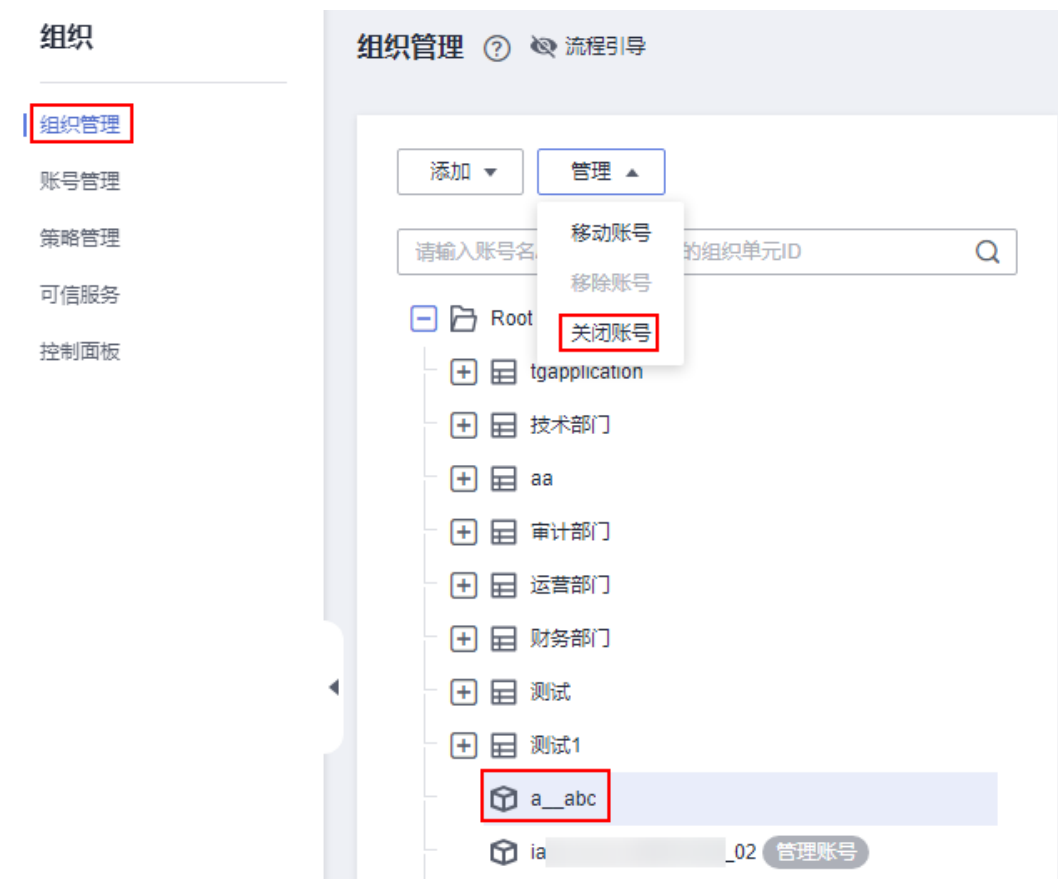 组织
组织管理
账号管理
策略管理
可信服务
控制面板
组织管理 ? 流程引导
添加 管理
移动账号
移除账号
关闭账号
请输入账号名 的组织单元ID
Root
tgapplication
技术部门
aa
审计部门
运营部门
财务部门
测试
测试1
a__abc
ia _02 管理账号